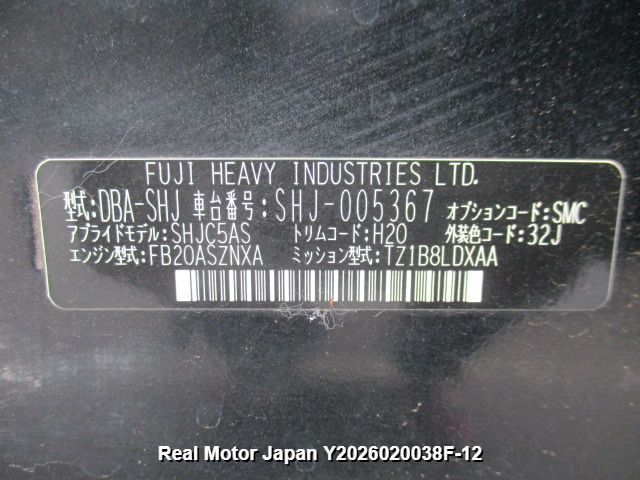 FUJI HEAVY INDUSTRIES LTD.
型式:DBA-SHJ 車台番号:SHJ-005367 オプションコード:SMC
アプライドモデル:SHJC5AS トリムコード:H20 外装色コード:32J
エンジン型式:FB20ASZNXA ミッション型式:TZ1B8LDXAA
Real Motor Japan Y2026020038F-12